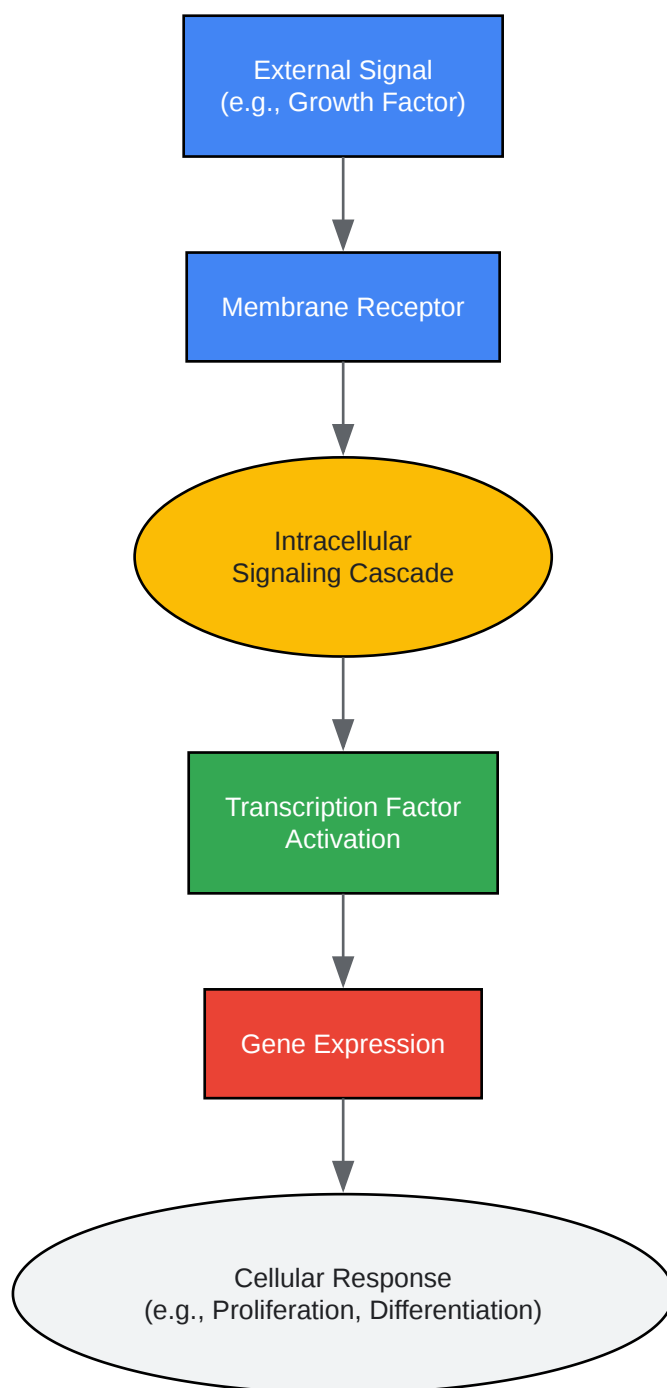 External Signal
(e.g., Growth Factor)
Membrane Receptor
Intracellular
Signaling Cascade
Transcription Factor
Activation
Gene Expression
Cellular Response
(e.g., Proliferation, Differentiation)